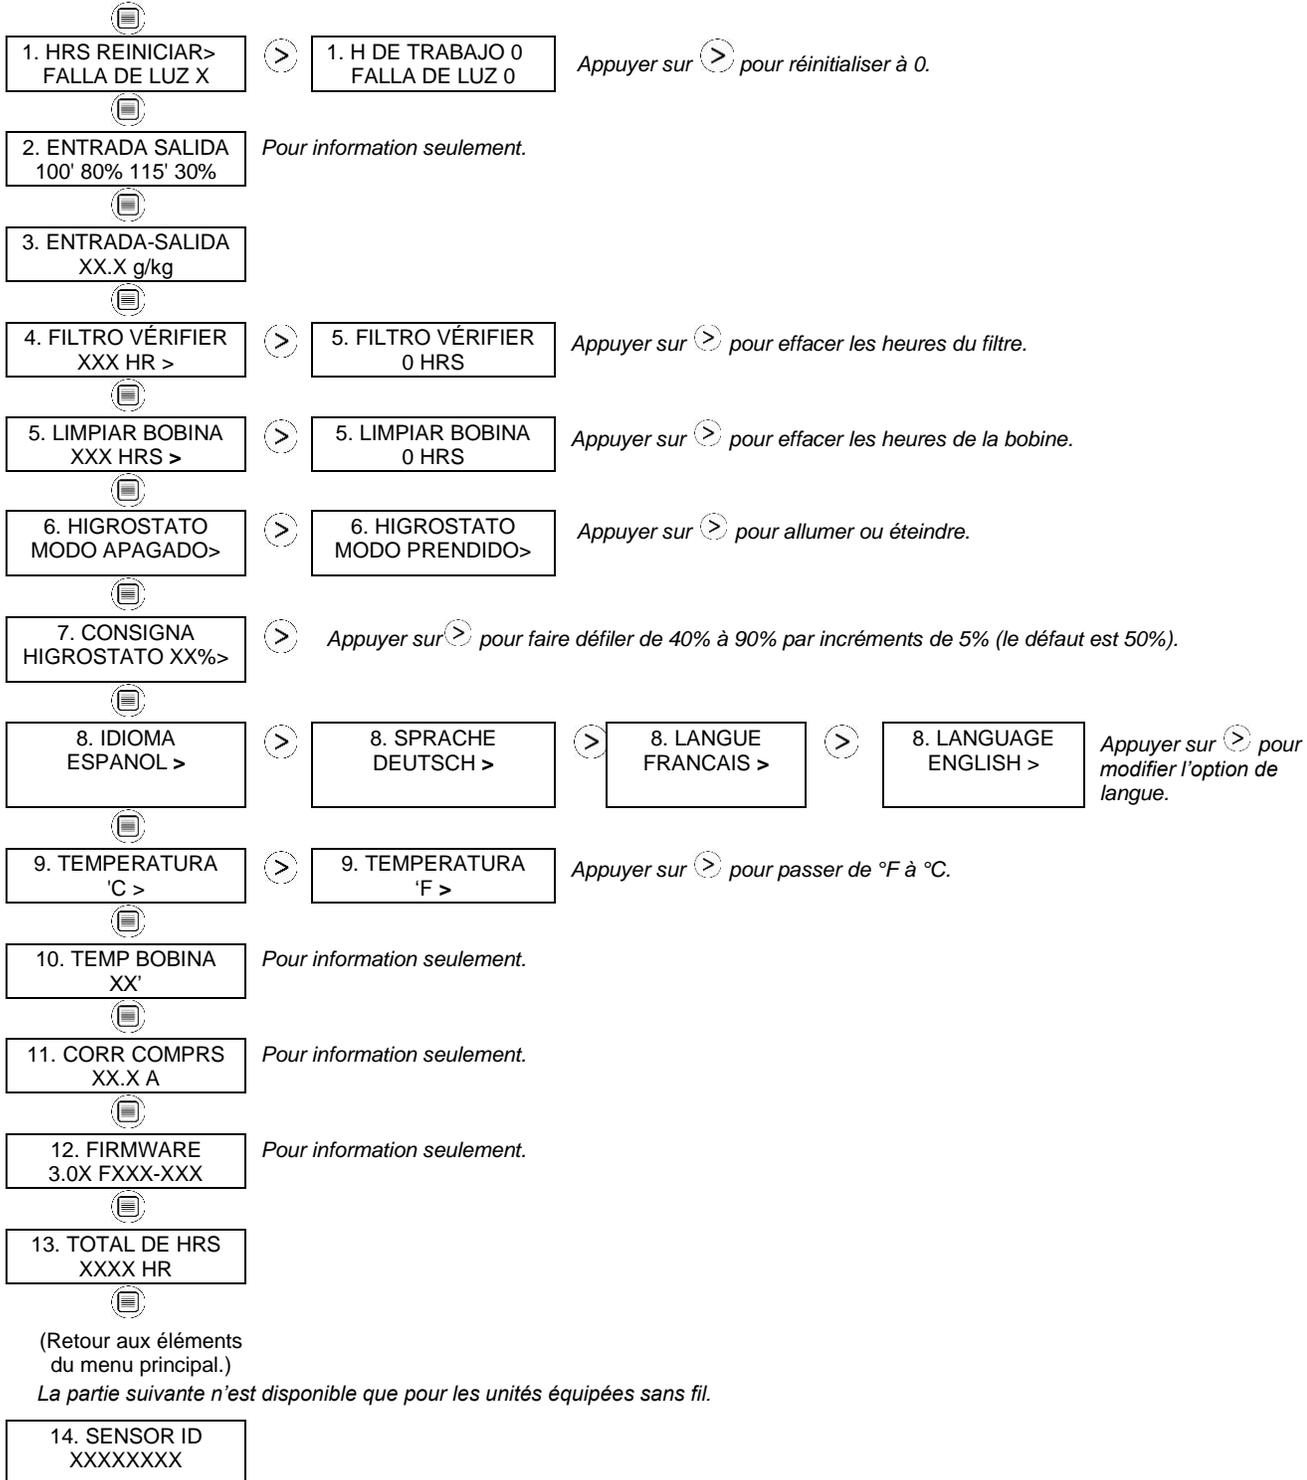 1. HRS REINICIAR>
FALLA DE LUZ X
>
1. H DE TRABAJO 0
FALLA DE LUZ 0
Appuyer sur > pour réinitialiser à 0.
2. ENTRADA SALIDA
100' 80% 115' 30%
Pour information seulement.
3. ENTRADA-SALIDA
XX.X g/kg
4. FILTRO VÉRIFIER
XXX HR >
>
5. FILTRO VÉRIFIER
0 HRS
Appuyer sur > pour effacer les heures du filtre.
5. LIMPIAR BOBINA
XXX HRS >
>
5. LIMPIAR BOBINA
0 HRS
Appuyer sur > pour effacer les heures de la bobine.
6. HIGROSTATO
MODO APAGADO>
>
6. HIGROSTATO
MODO PRENDIDO>
Appuyer sur > pour allumer ou éteindre.
7. CONSIGNA
HIGROSTATO XX%>
>
Appuyer sur > pour faire défiler de 40% à 90% par incréments de 5% (le défaut est 50%).
8. IDIOMA
ESPANOL >
>
8. SPRACHE
DEUTSCH >
>
8. LANGUE
FRANCAIS >
>
8. LANGUAGE
ENGLISH >
Appuyer sur > pour
modifier l’option de
langue.
9. TEMPERATURA
'C >
>
9. TEMPERATURA
‘F >
Appuyer sur > pour passer de °F à °C.
10. TEMP BOBINA
XX’
Pour information seulement.
11. CORR COMPRS
XX.X A
Pour information seulement.
12. FIRMWARE
3.0X FXXX-XXX
Pour information seulement.
13. TOTAL DE HRS
XXXX HR
(Retour aux éléments
du menu principal.)
La partie suivante n’est disponible que pour les unités équipées sans fil.
14. SENSOR ID
XXXXXXXX